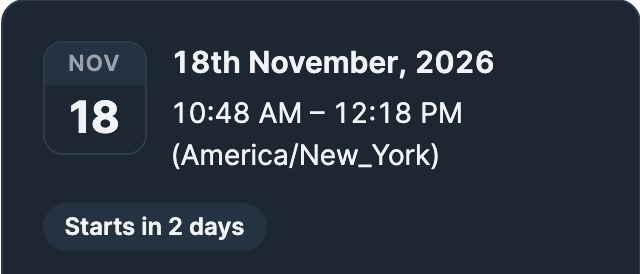 NOV
18
18th November, 2026
10:48 AM – 12:18 PM
(America/New_York)
Starts in 2 days